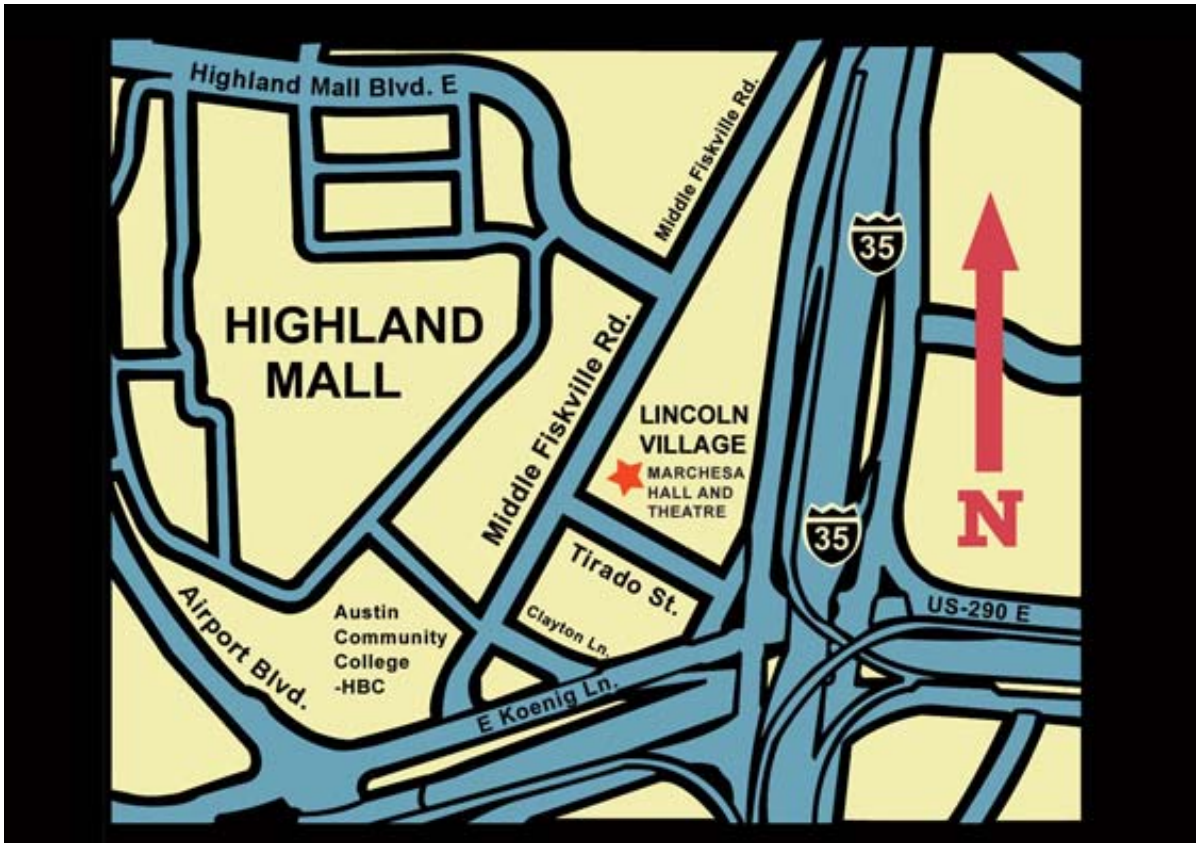 Highland Mall Blvd. E
Middle Fiskville Rd.
35
HIGHLAND
MALL
Middle Fiskville Rd.
LINCOLN
VILLAGE
MARCHESA
HALL AND
THEATRE
N
35
Tirado St.
US-290 E
Clayton Ln.
Airport Blvd.
Austin
Community
College
-HBC
E Koenig Ln.